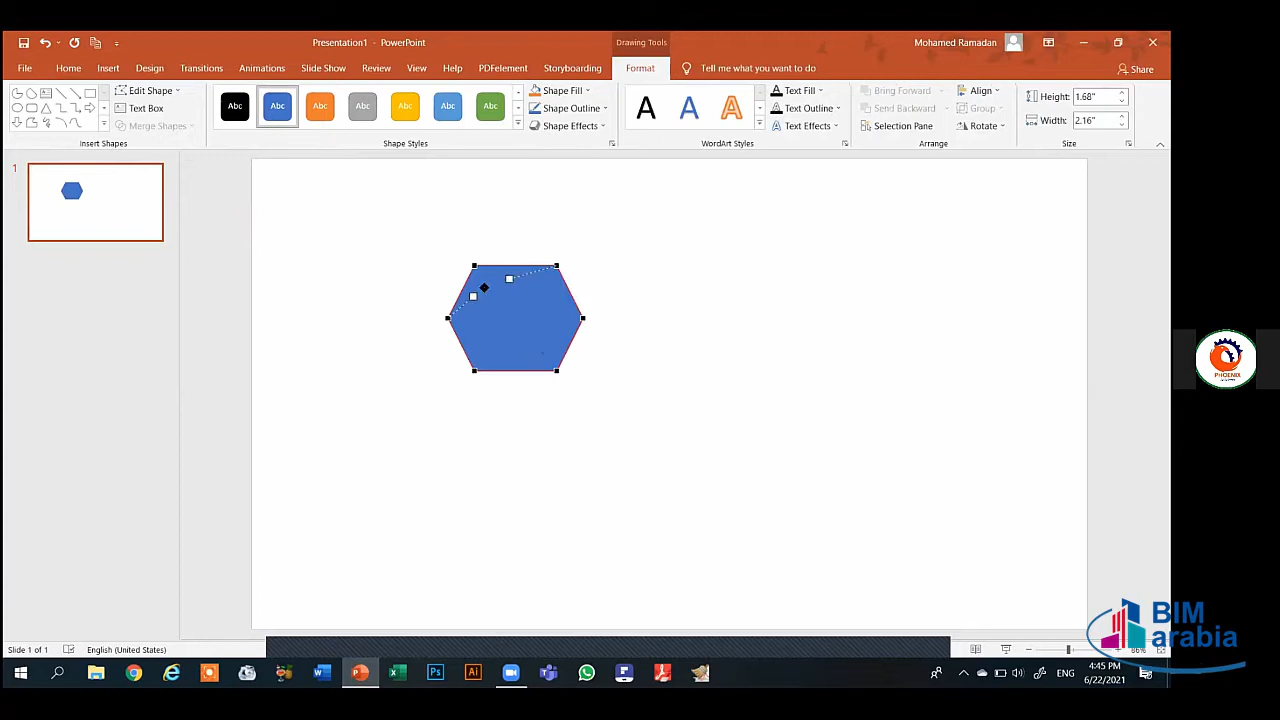 Presentation1 - PowerPoint
Drawing Tools
Mohamed Ramadan
File Home Insert Design Transitions Animations Slide Show Review View Help PDFelement Storyboarding Format Tell me what you want to do Share
Edit Shape
Text Box
Merge Shapes
Insert Shapes
Abc Abc Abc Abc Abc Abc Abc
Shape Fill
Shape Outline
Shape Effects
Shape Styles
A A A
Text Fill
Text Outline
Text Effects
WordArt Styles
Bring Forward
Send Backward
Selection Pane
Align
Group
Rotate
Arrange
Height: 1.68"
Width: 2.16"
Size
1
PHOENIX
BIM
arabia
Slide 1 of 1 English (United States)
86%
ENG
4:45 PM
6/22/2021